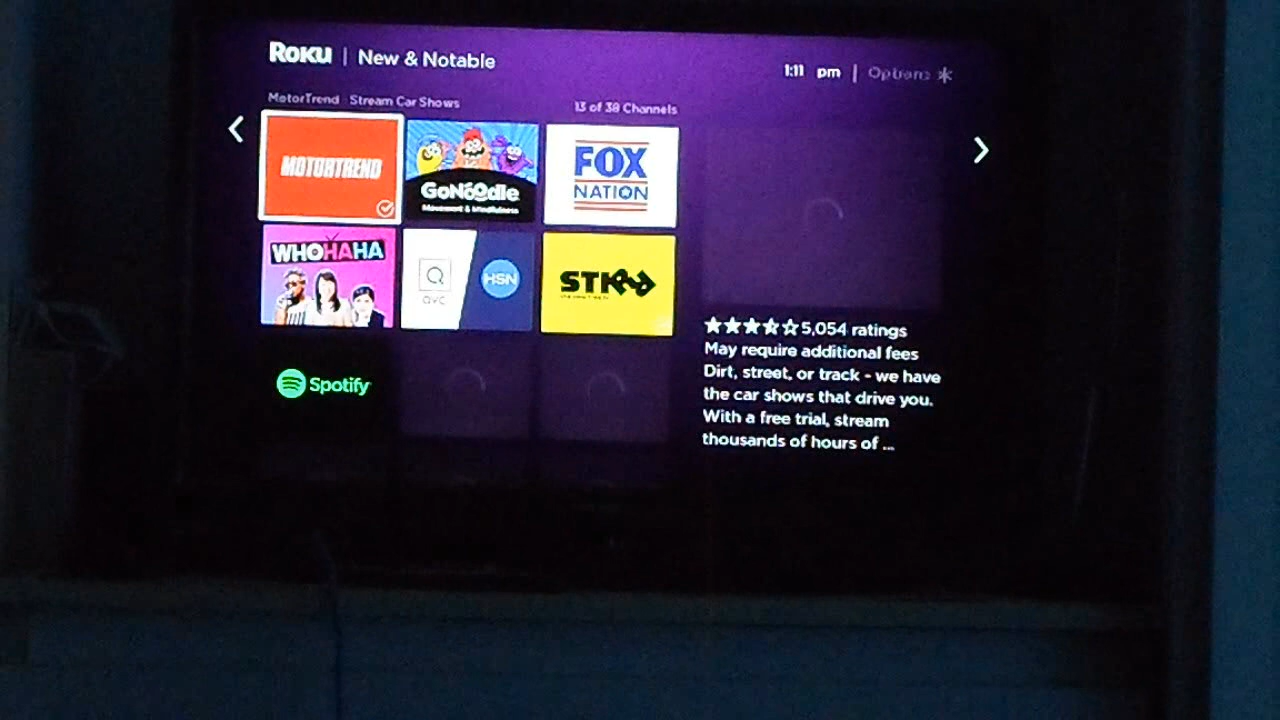 Roku | New & Notable
1:11 pm | Options
MotorTrend Stream Car Shows
13 of 38 Channels
MOTORTREND
GoNoodle
Movement & Mindfulness
FOX
NATION
WHOHAHA
Q
QVC
HSN
Spotify
5,054 ratings
May require additional fees
Dirt, street, or track - we have
the car shows that drive you.
With a free trial, stream
thousands of hours of ...